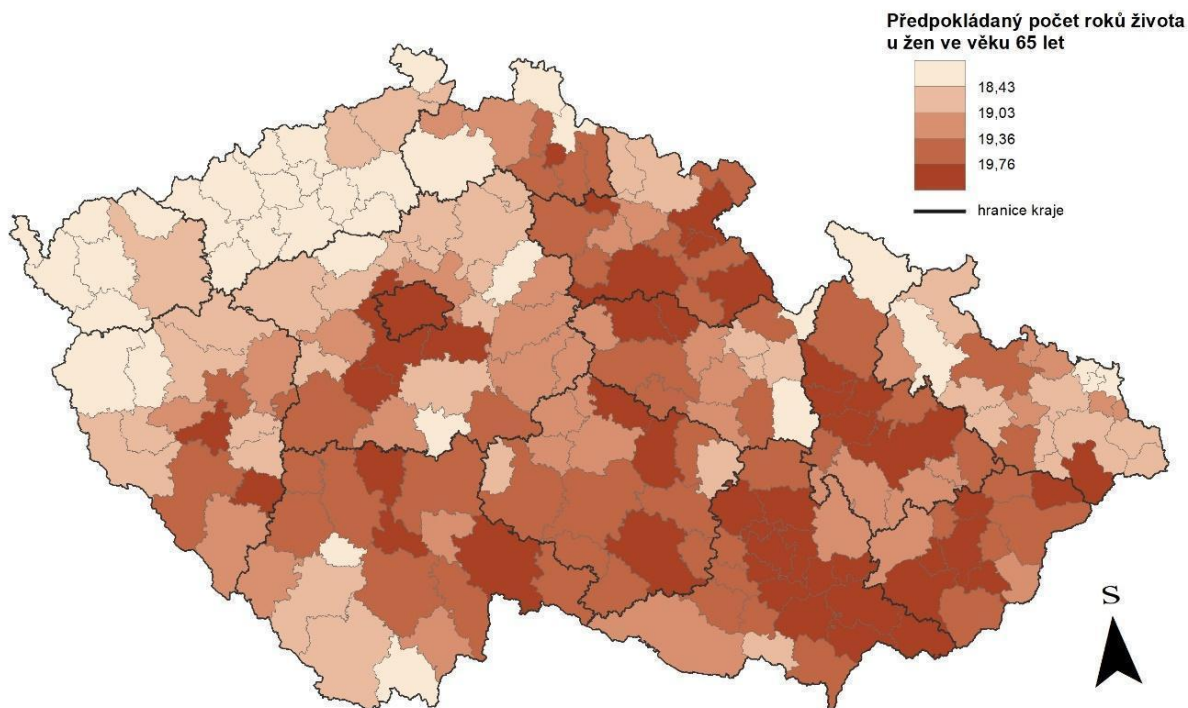 Předpokládaný počet roků života
u žen ve věku 65 let
18,43
19,03
19,36
19,76
hranice kraje
S